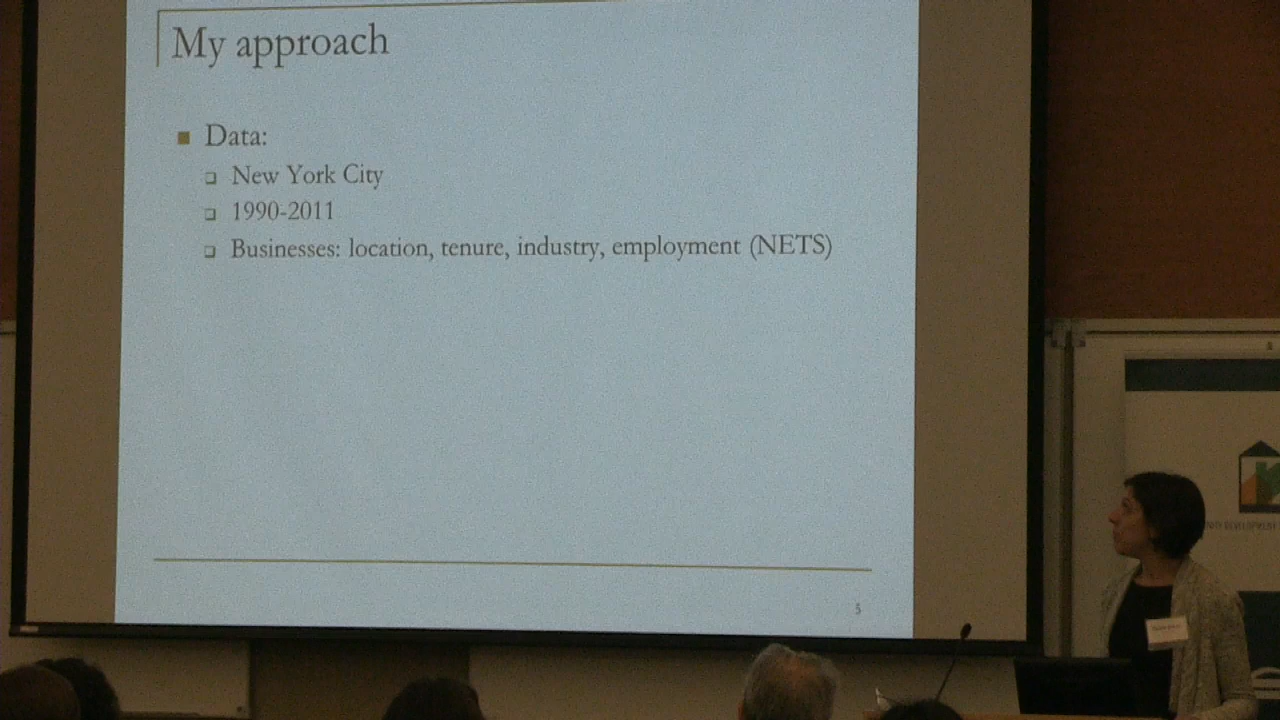 My approach
Data:
New York City
1990-2011
Businesses: location, tenure, industry, employment (NETS)
5